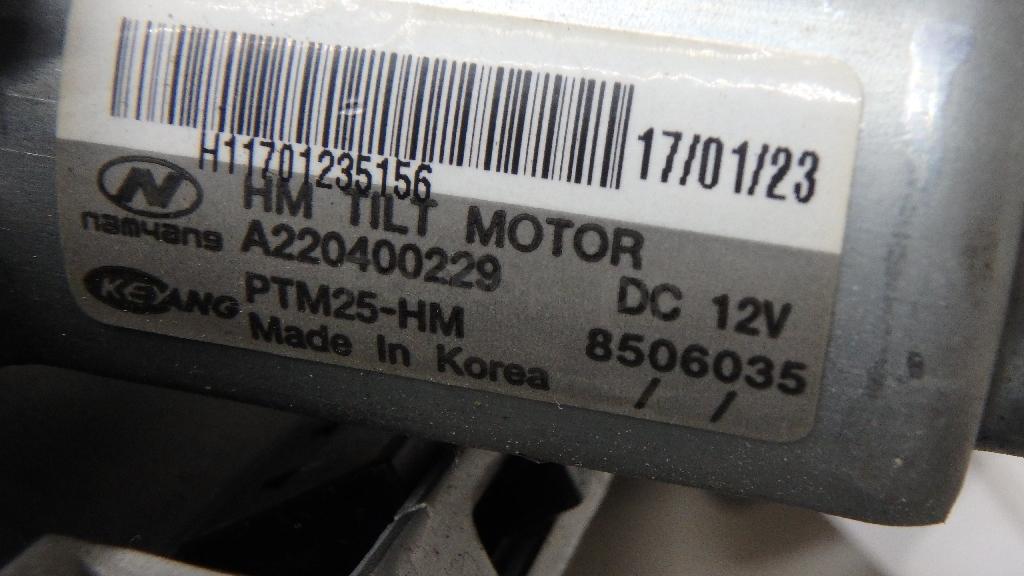 17/01/23
H11701235156
N
namyang
HM TILT MOTOR
A220400229
DC 12V
KEYANG
PTM25-HM
8506035
Made In Korea
/ /